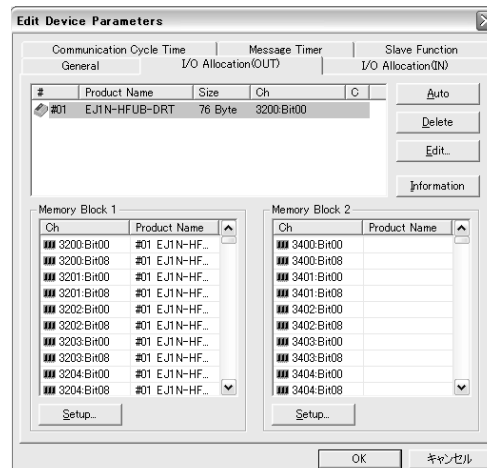 Edit Device Parameters
Communication Cycle Time Message Timer Slave Function
General I/O Allocation(OUT) I/O Allocation(IN)
# Product Name Size Ch C
#01 EJ1N-HFUB-DRT 76 Byte 3200:Bit00
Auto
Delete
Edit...
Information
Memory Block 1
Ch Product Name
3200:Bit00 #01 EJ1N-HF...
3200:Bit08 #01 EJ1N-HF...
3201:Bit00 #01 EJ1N-HF...
3201:Bit08 #01 EJ1N-HF...
3202:Bit00 #01 EJ1N-HF...
3202:Bit08 #01 EJ1N-HF...
3203:Bit00 #01 EJ1N-HF...
3203:Bit08 #01 EJ1N-HF...
3204:Bit00 #01 EJ1N-HF...
3204:Bit08 #01 EJ1N-HF...
Setup...
Memory Block 2
Ch Product Name
3400:Bit00
3400:Bit08
3401:Bit00
3401:Bit08
3402:Bit00
3402:Bit08
3403:Bit00
3403:Bit08
3404:Bit00
3404:Bit08
Setup...
OK キャンセル